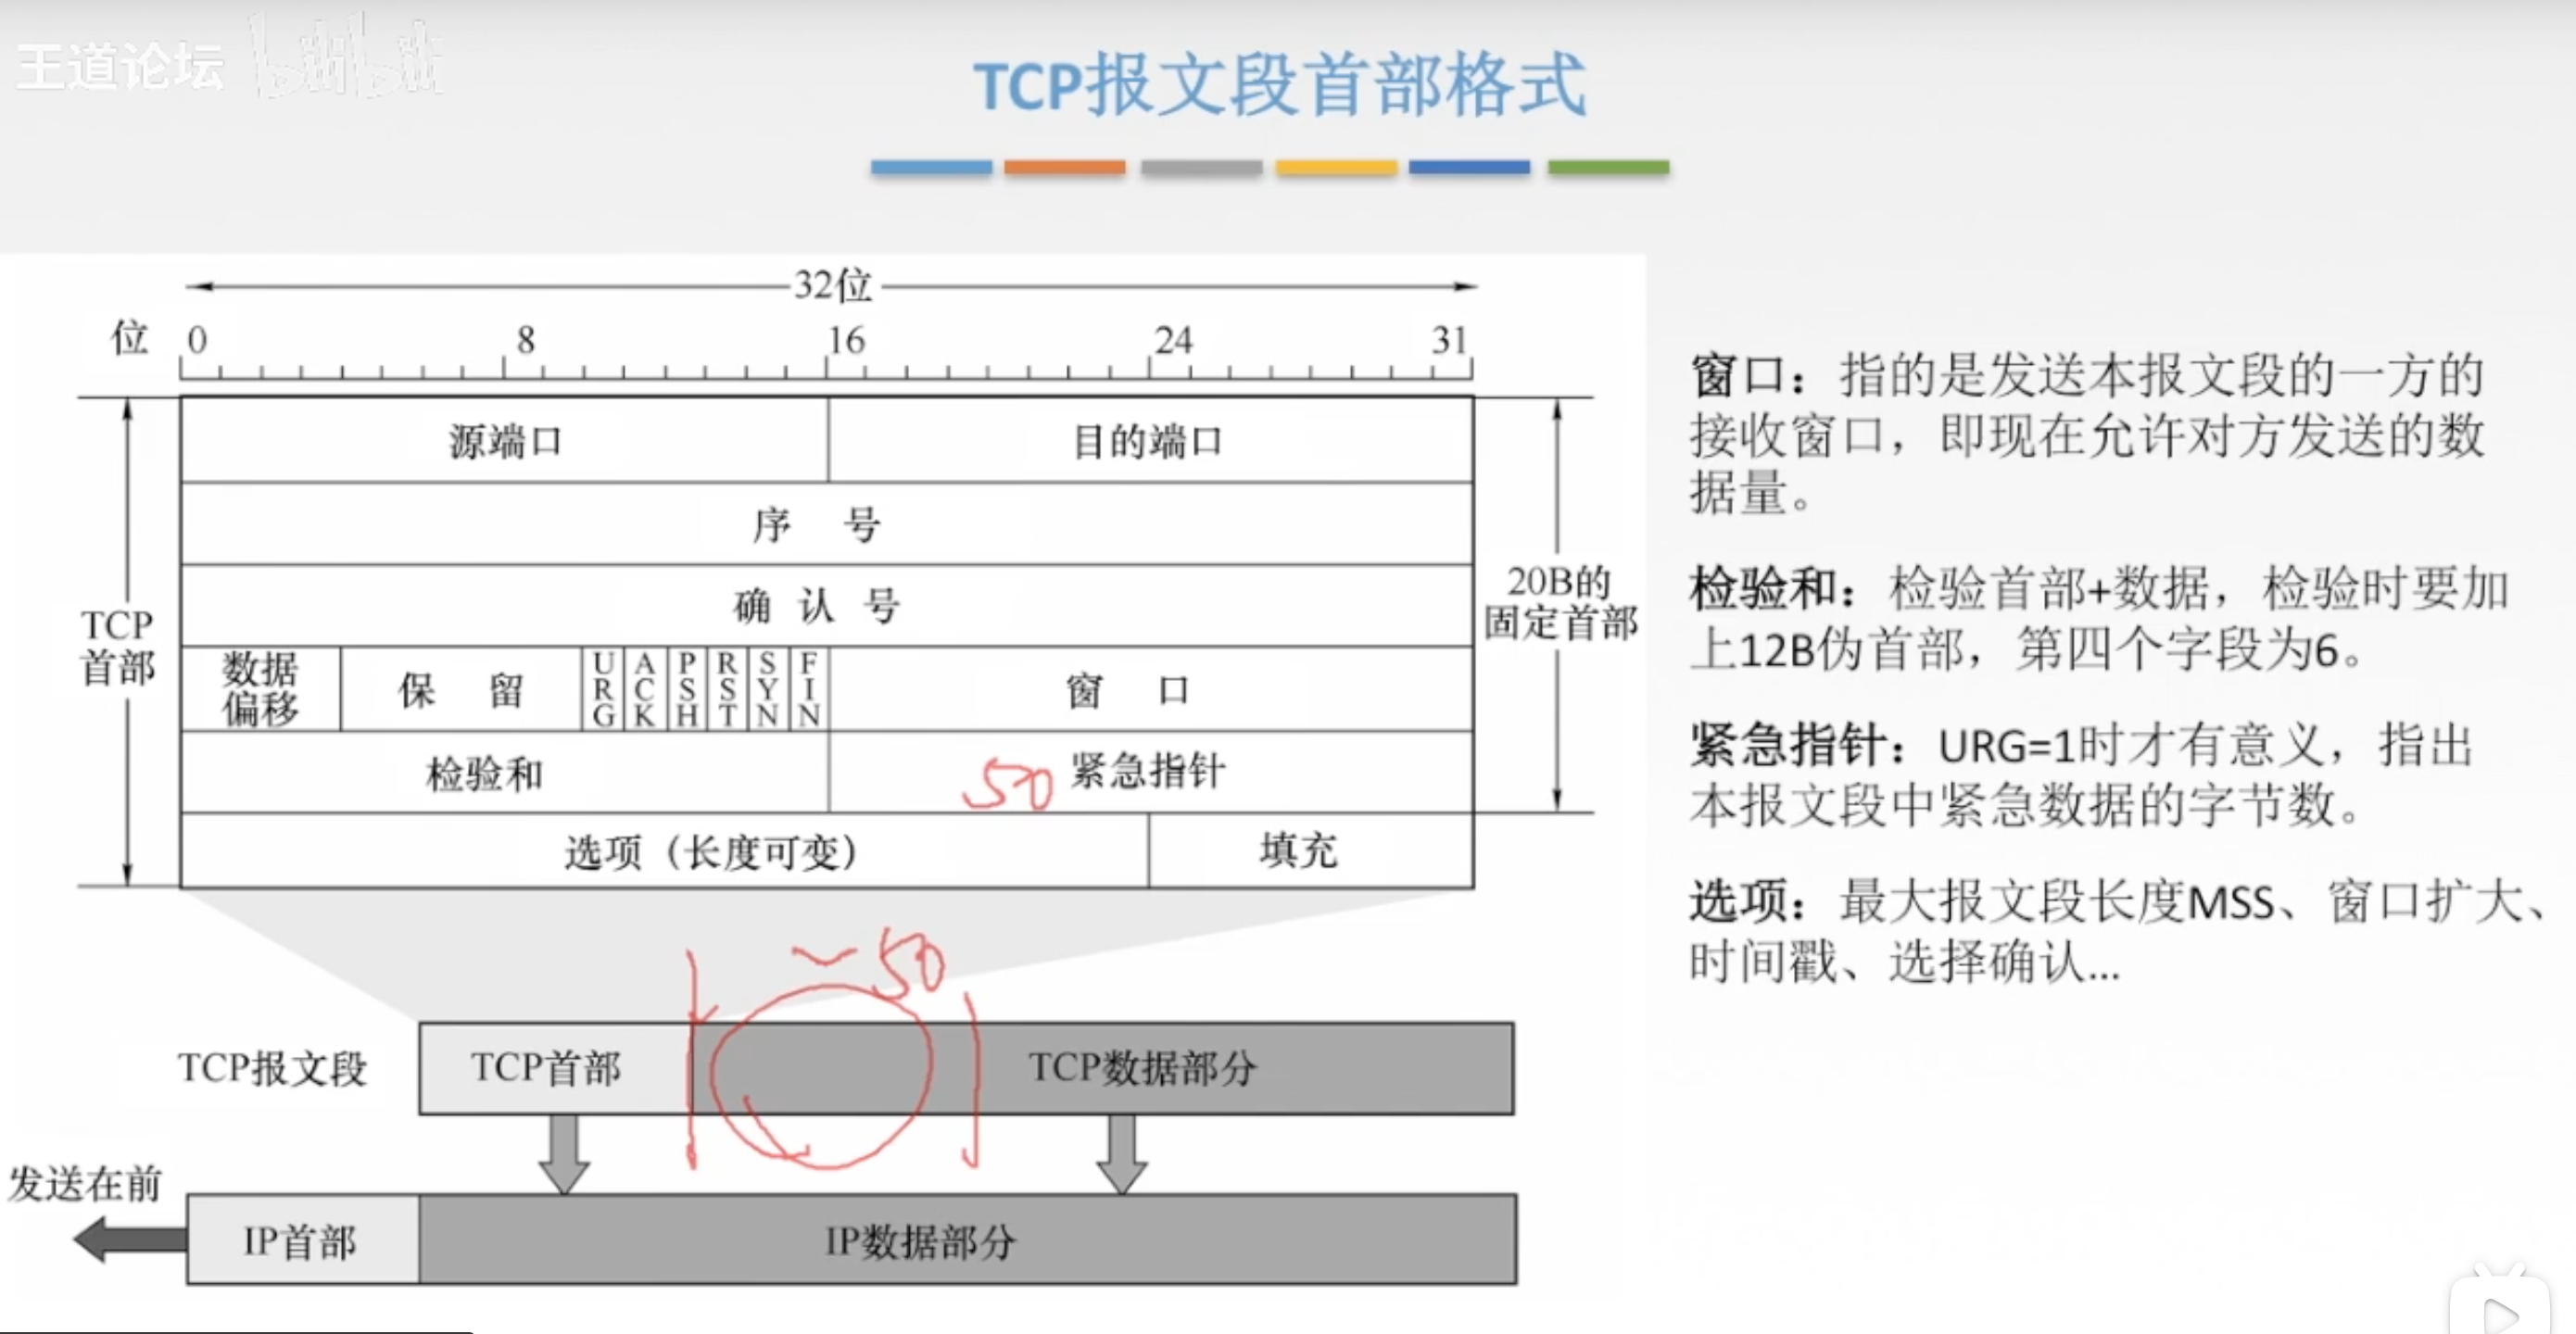 王道论坛 bilibili
TCP报文段首部格式
32位
位 0 8 16 24 31
源端口 目的端口
序 号
确 认 号
TCP
首部
20B的
固定首部
数据
偏移
保 留
URG ACK PSH RST SYN FIN
窗 口
检验和 50 紧急指针
选项（长度可变） 填充
50
TCP报文段 TCP首部 TCP数据部分
发送在前
IP首部 IP数据部分
窗口：指的是发送本报文段的一方的
接收窗口，即现在允许对方发送的数
据量。
检验和：检验首部+数据，检验时要加
上12B伪首部，第四个字段为6。
紧急指针：URG=1时才有意义，指出
本报文段中紧急数据的字节数。
选项：最大报文段长度MSS、窗口扩大、
时间戳、选择确认...